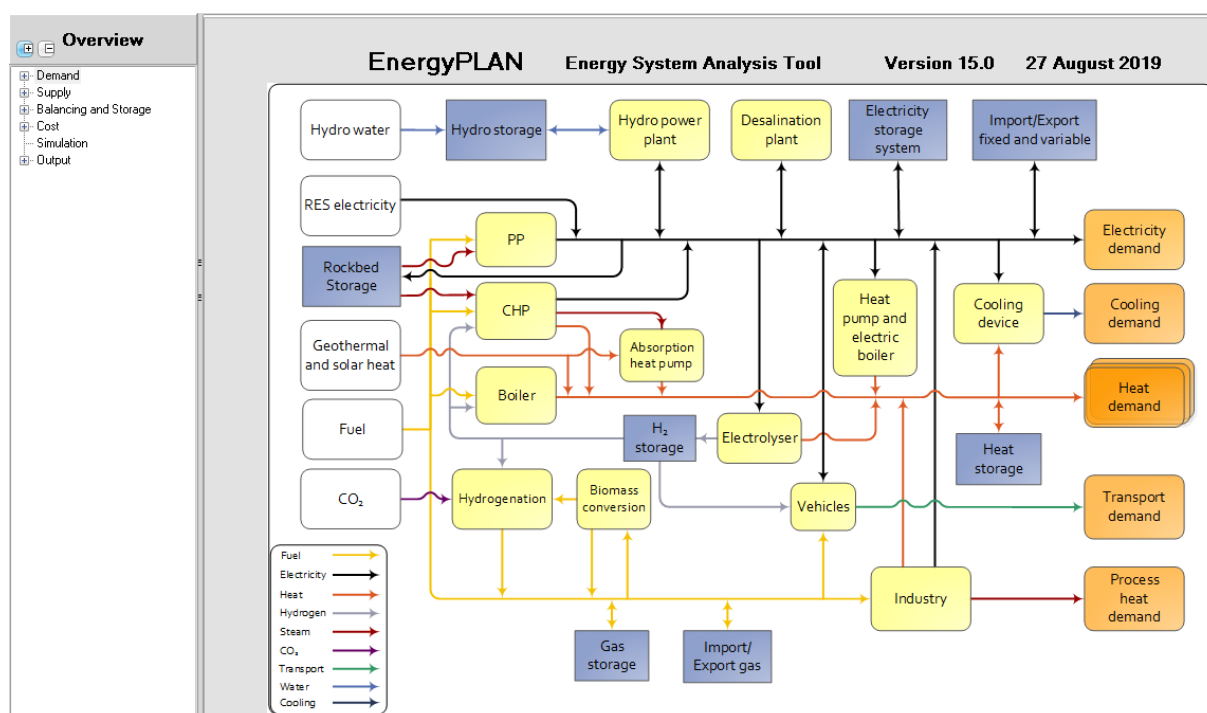 Overview
Demand
Supply
Balancing and Storage
Cost
Simulation
Output
EnergyPLAN Energy System Analysis Tool Version 15.0 27 August 2019
Hydro water
Hydro storage
Hydro power
plant
Desalination
plant
Electricity
storage
system
Import/Export
fixed and variable
RES electricity
PP
Electricity
demand
Rockbed
Storage
CHP
Heat
pump and
electric
boiler
Cooling
device
Cooling
demand
Geothermal
and solar heat
Absorption
heat pump
Boiler
Heat
demand
Fuel
H₂
storage
Electrolyser
Heat
storage
CO₂
Hydrogenation
Biomass
conversion
Vehicles
Transport
demand
Industry
Process
heat
demand
Gas
storage
Import/
Export gas
Fuel
Electricity
Heat
Hydrogen
Steam
CO₂
Transport
Water
Cooling